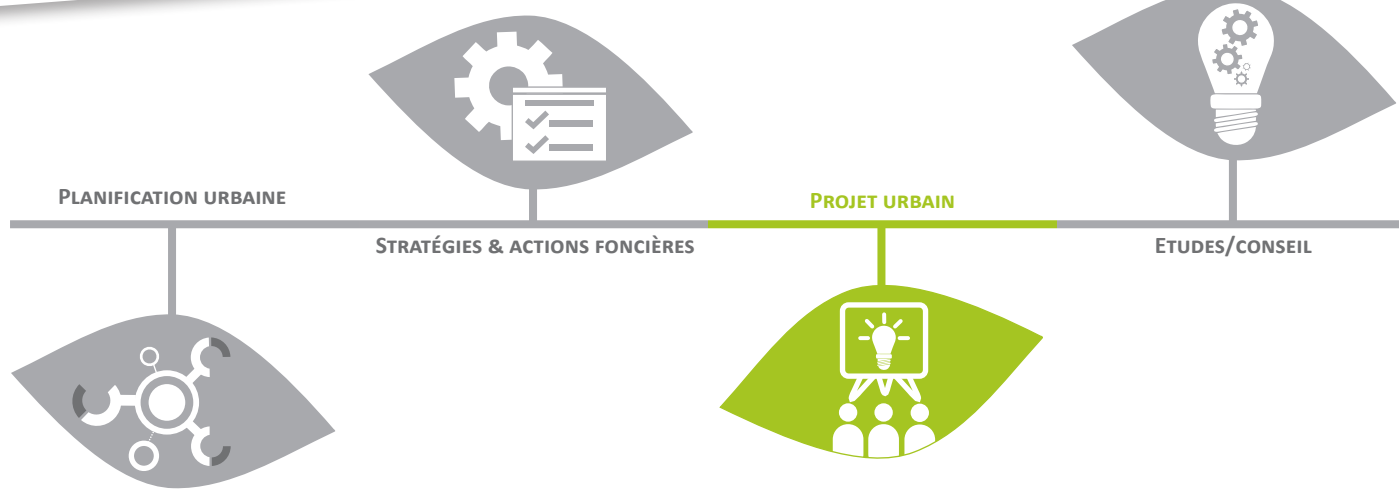 Planification urbaine
Projet urbain
Stratégies & actions foncières
Etudes/conseil